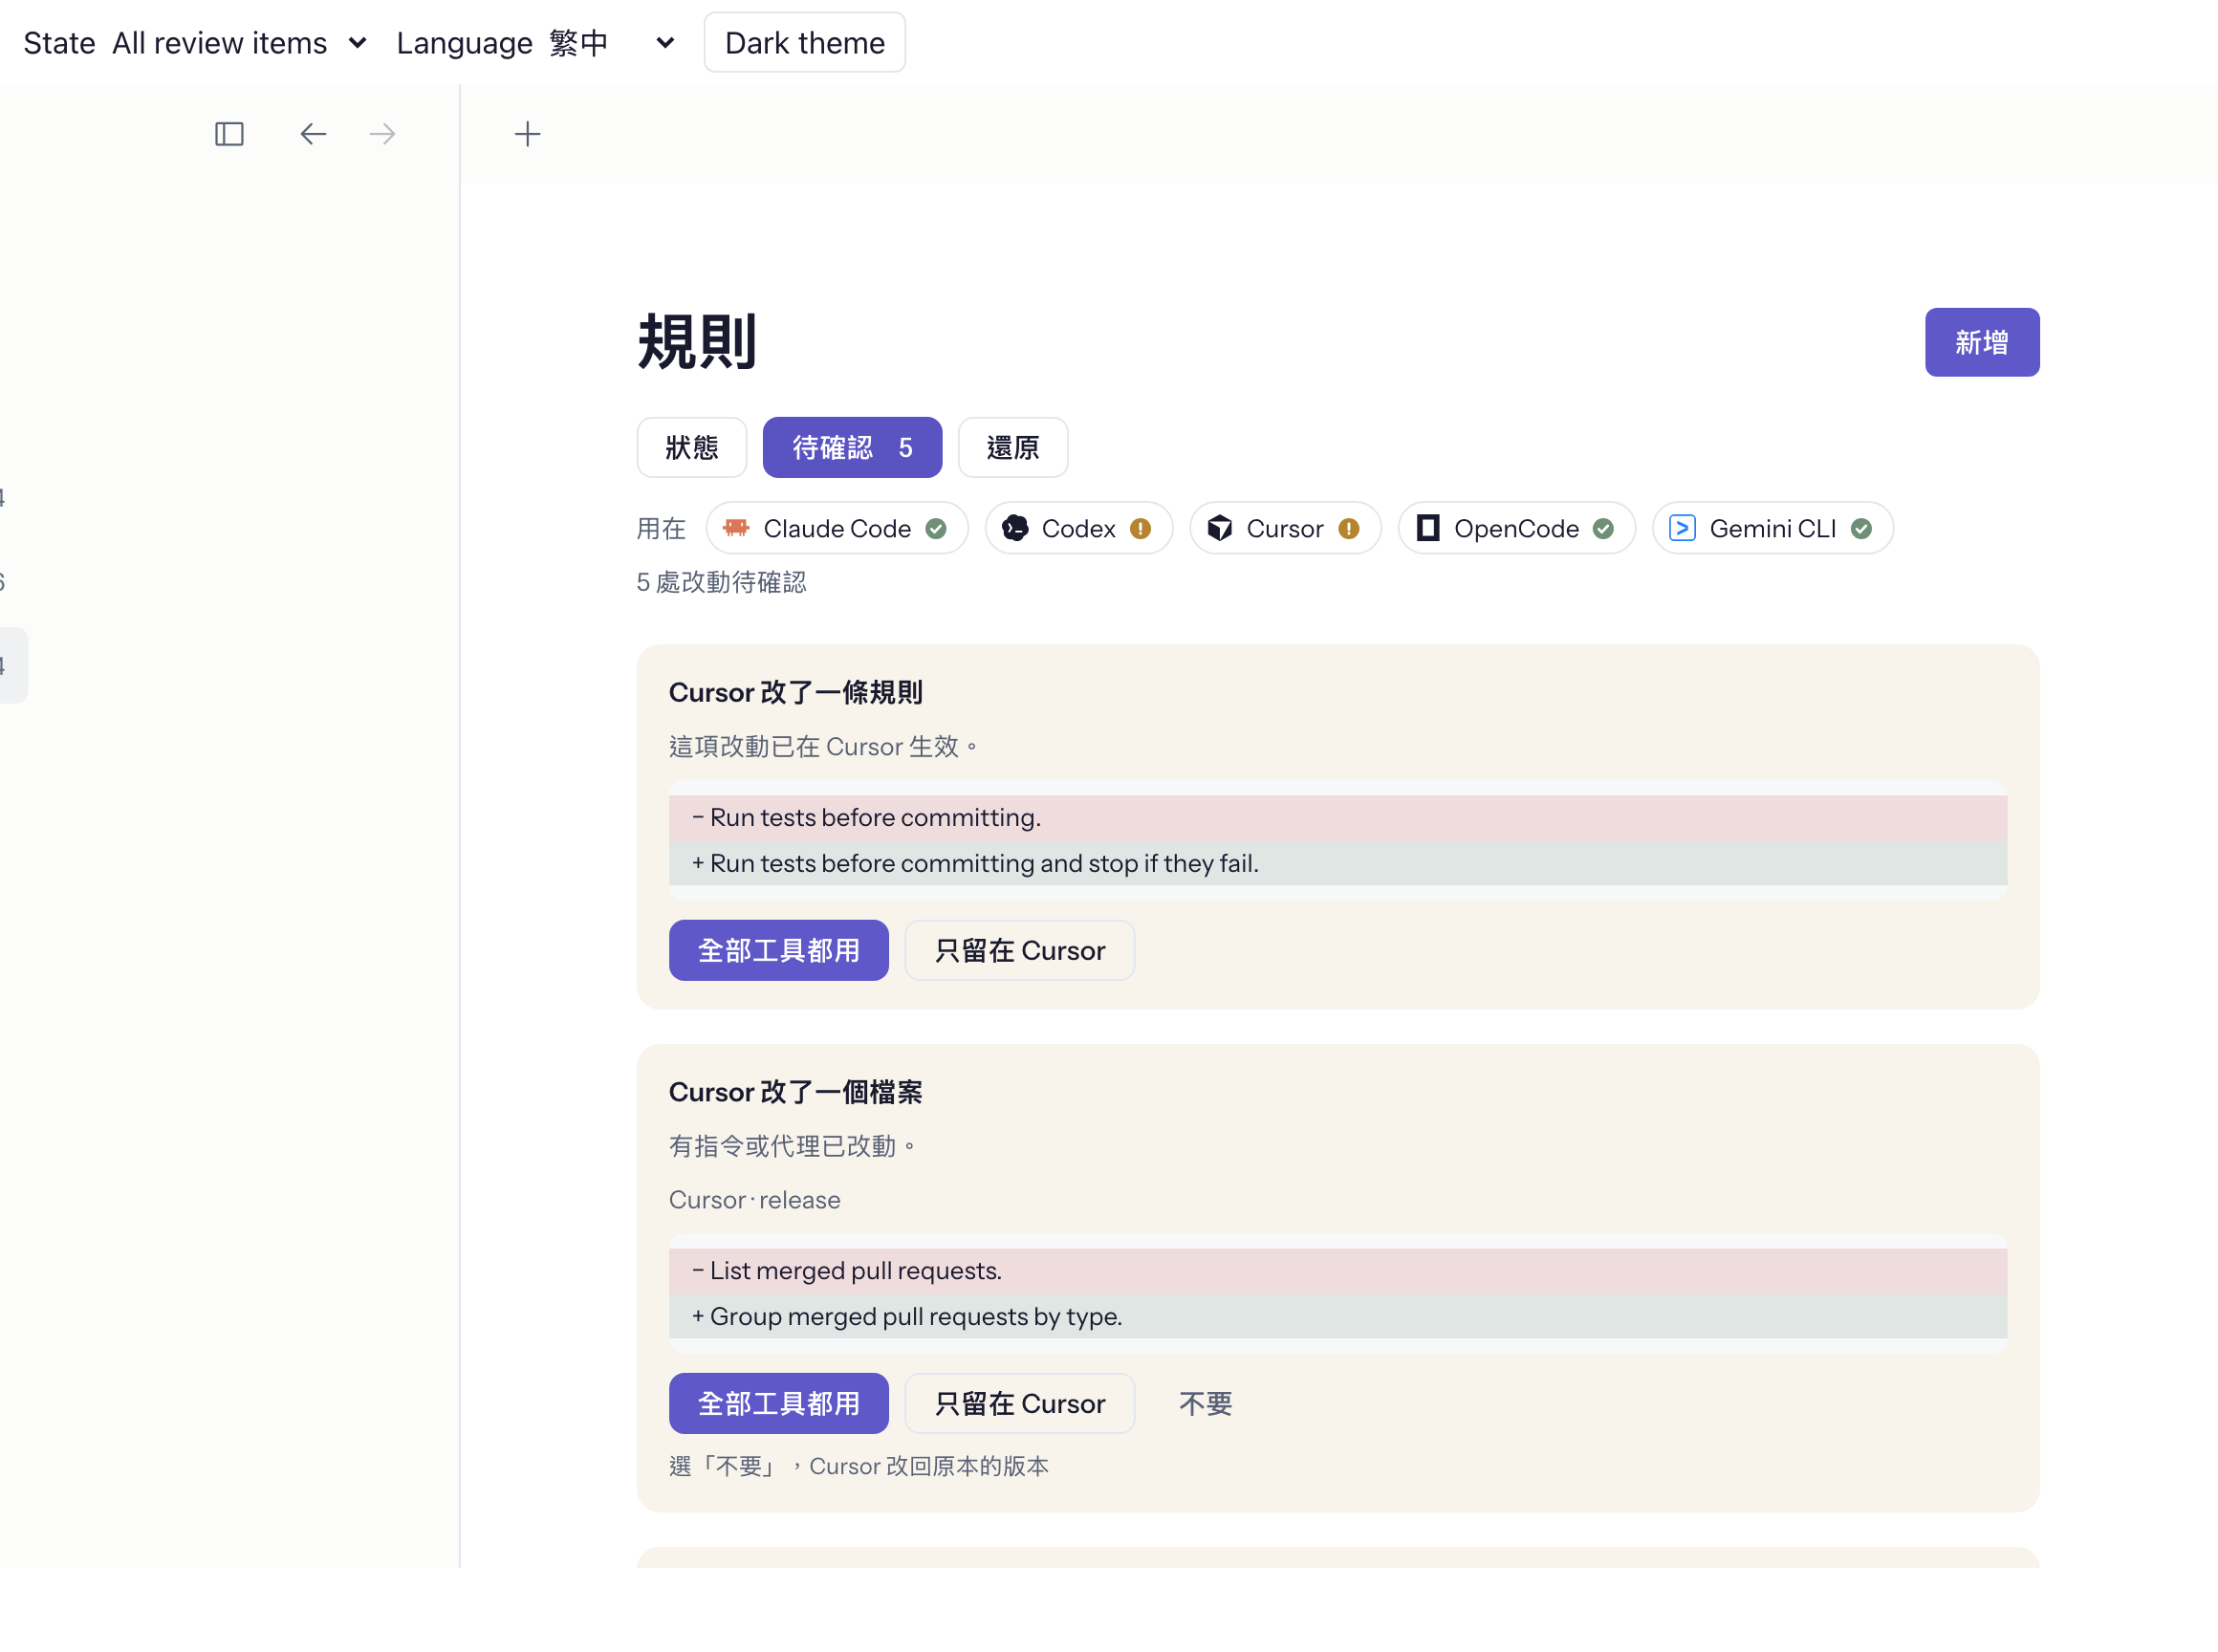 State All review items Language 繁中 Dark theme
規則
新增
狀態 待確認 5 還原
用在 Claude Code Codex Cursor OpenCode Gemini CLI
5 處改動待確認
Cursor 改了一條規則
這項改動已在 Cursor 生效。
− Run tests before committing.
+ Run tests before committing and stop if they fail.
全部工具都用 只留在 Cursor
Cursor 改了一個檔案
有指令或代理已改動。
Cursor · release
− List merged pull requests.
+ Group merged pull requests by type.
全部工具都用 只留在 Cursor 不要
選「不要」，Cursor 改回原本的版本